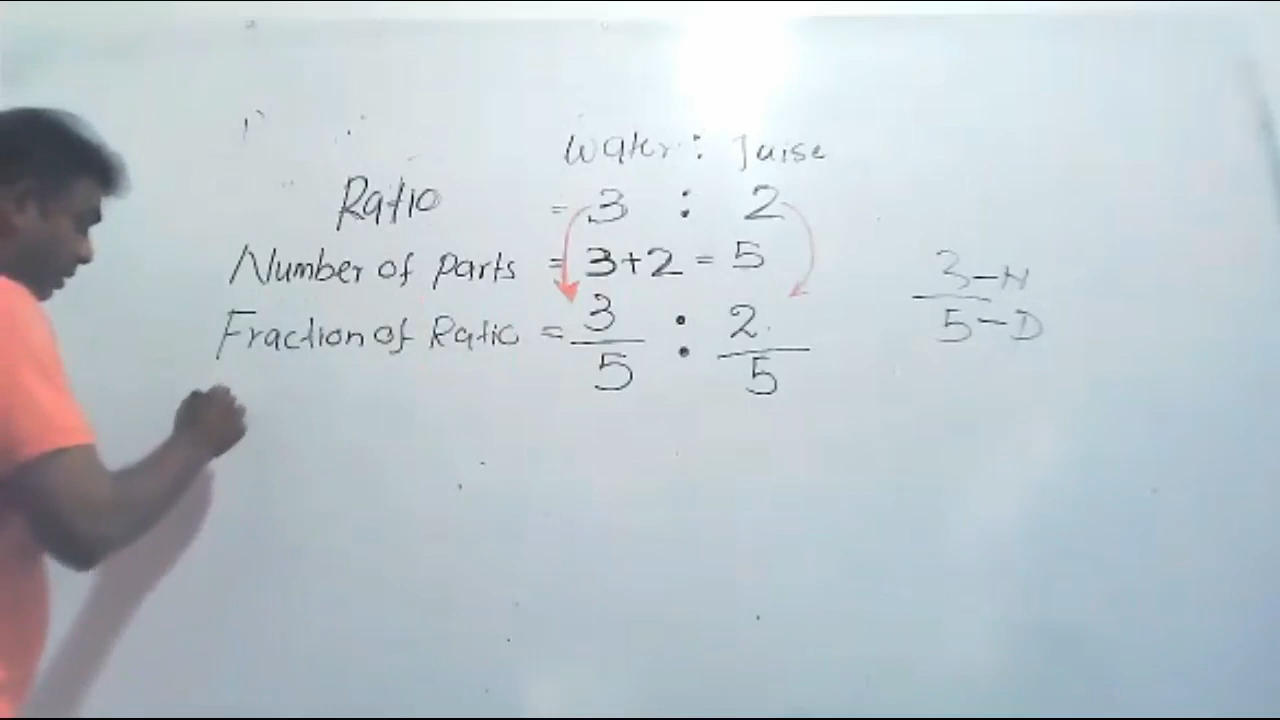 Water : Juise
Ratio = 3 : 2
Number of parts = 3+2 = 5
Fraction of Ratio = 3/5 : 2/5
3 – N
5 – D